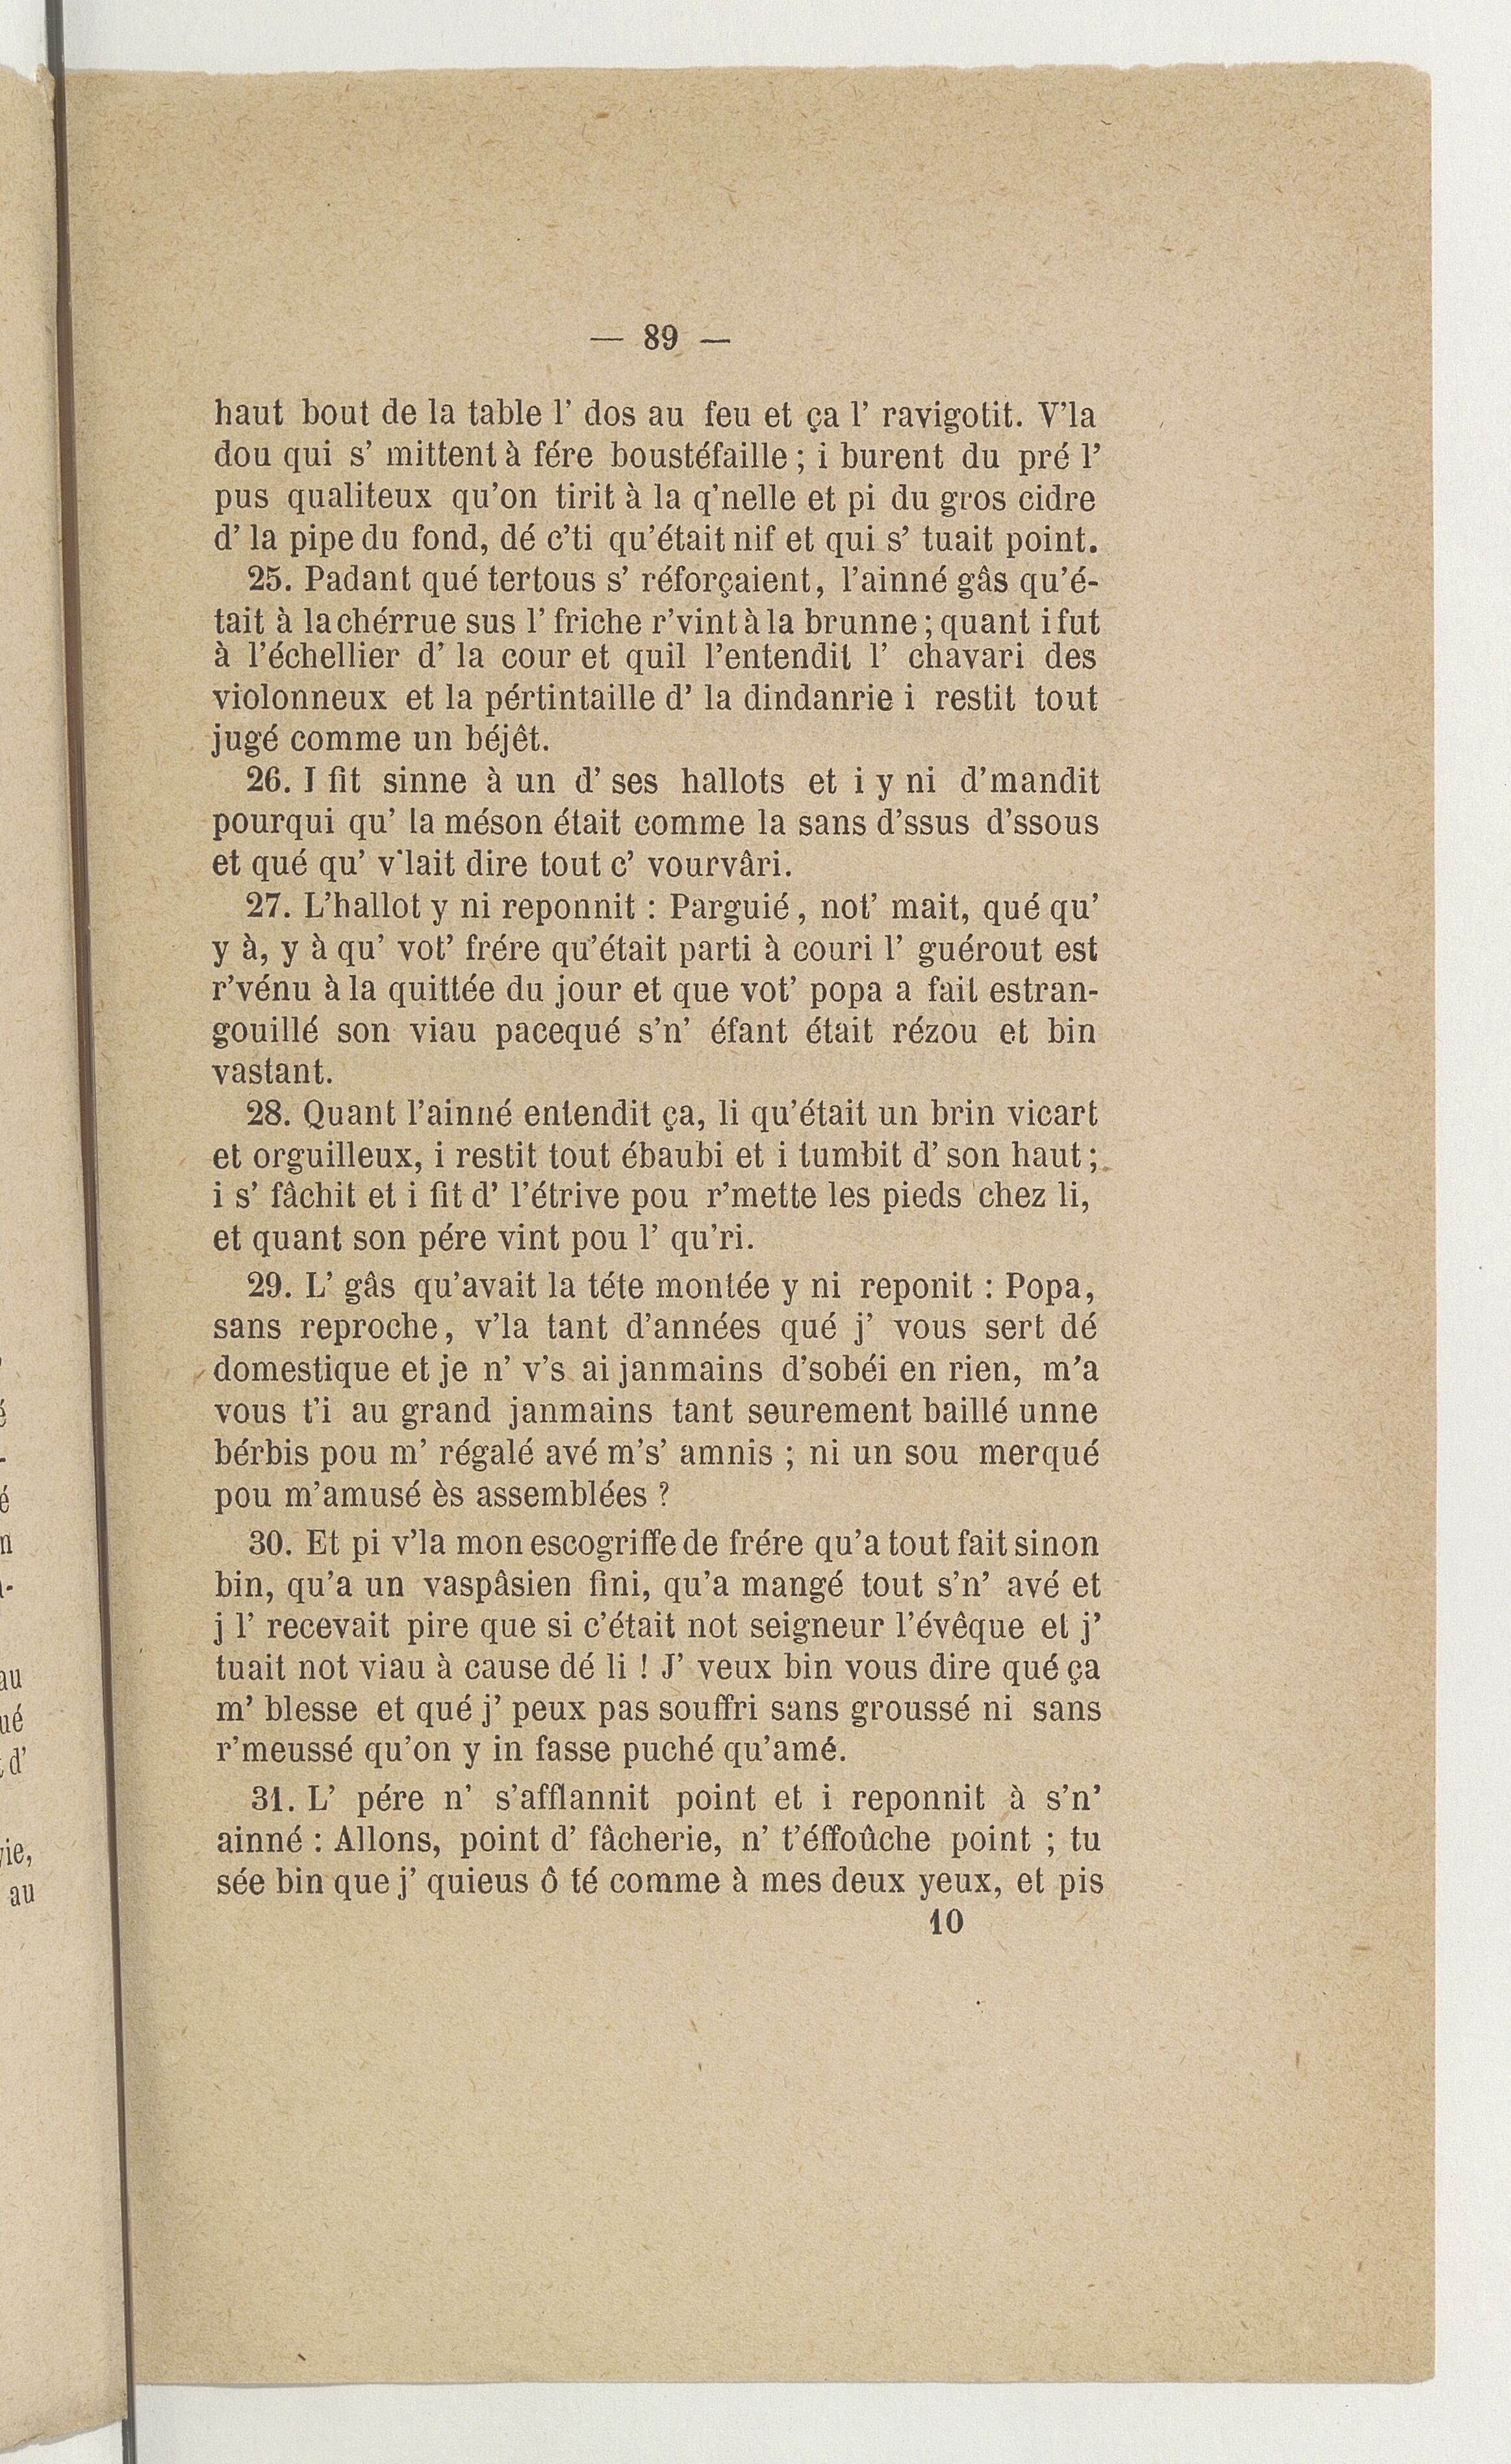 — 89 —
haut bout de la table l' dos au feu et ça l' ravigotit. V'la
dou qui s' mittent à fére boustéfaille ; i burent du pré l'
pus qualiteux qu'on tirit à la q'nelle et pi du gros cidre
d' la pipe du fond, dé c'ti qu'était nif et qui s' tuait point.
25. Padant qué tertous s' réforçaient, l'ainné gâs qu'é-
tait à la chérrue sus l' friche r'vint à la brunne ; quant i fut
à l'échellier d' la cour et quil l'entendit l' chavari des
violonneux et la pértintaille d' la dindanrie i restit tout
jugé comme un béjêt.
26. I fit sinne à un d' ses hallots et i y ni d'mandit
pourqui qu' la méson était comme la sans d'ssus d'ssous
et qué qu' v'lait dire tout c' vourvâri.
27. L'hallot y ni reponnit : Parguié, not' mait, qué qu'
y à, y à qu' vot' frére qu'était parti à couri l' guérout est
r'vénu à la quittée du jour et que vot' popa a fait estran-
gouillé son viau pacequé s'n' éfant était rézou et bin
vastant.
28. Quant l'ainné entendit ça, li qu'était un brin vicart
et orguilleux, i restit tout ébaubi et i tumbit d' son haut ;
i s' fâchit et i fit d' l'étrive pou r'mette les pieds chez li,
et quant son pére vint pou l' qu'ri.
29. L' gâs qu'avait la téte montée y ni reponit : Popa,
sans reproche, v'la tant d'années qué j' vous sert dé
domestique et je n' v's ai janmains d'sobéi en rien, m'a
vous t'i au grand janmains tant seurement baillé unne
bérbis pou m' régalé avé m's' amnis ; ni un sou merqué
pou m'amusé ès assemblées ?
30. Et pi v'la mon escogriffe de frére qu'a tout fait sinon
bin, qu'a un vaspâsien fini, qu'a mangé tout s'n' avé et
j l' recevait pire que si c'était not seigneur l'évêque et j'
tuait not viau à cause dé li ! J' veux bin vous dire qué ça
m' blesse et qué j' peux pas souffri sans groussé ni sans
r'meussé qu'on y in fasse puché qu'amé.
31. L' pére n' s'afflannit point et i reponnit à s'n'
ainné : Allons, point d' fâcherie, n' t'éffoûche point ; tu
sée bin que j' quieus ô té comme à mes deux yeux, et pis
10